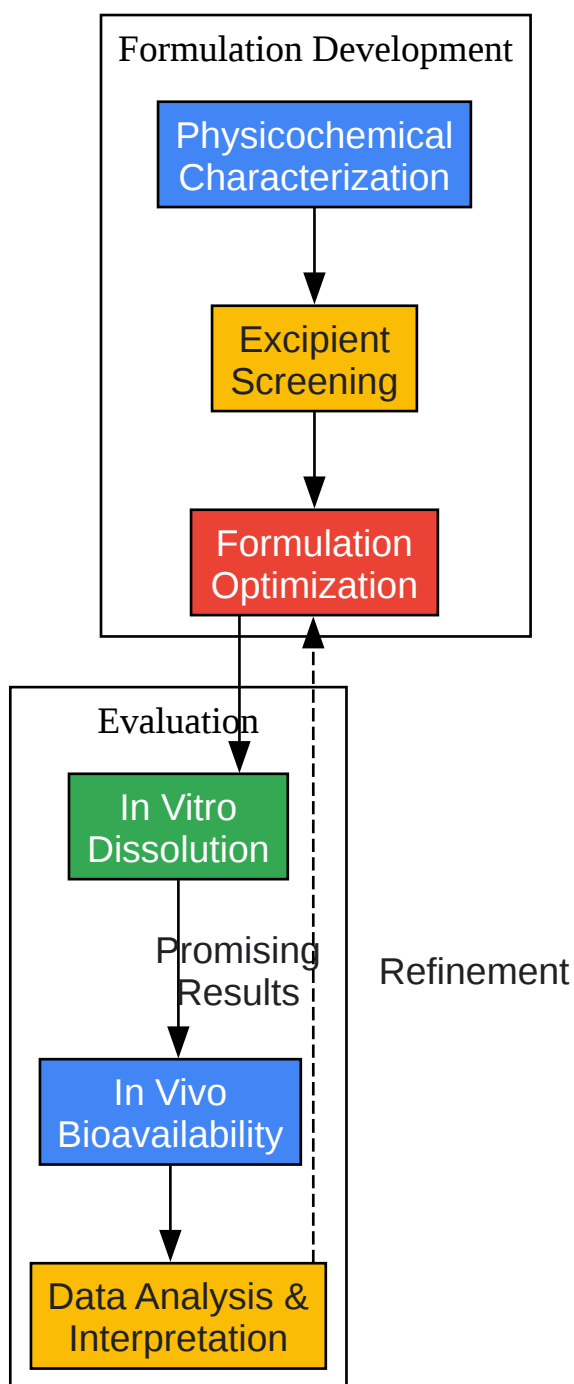 Formulation Development
Physicochemical
Characterization
Excipient
Screening
Formulation
Optimization
Evaluation
In Vitro
Dissolution
Promising
Results
Refinement
In Vivo
Bioavailability
Data Analysis &
Interpretation